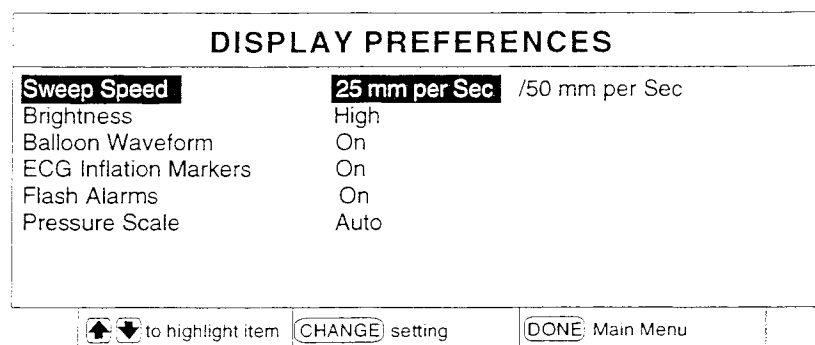 DISPLAY PREFERENCES
Sweep Speed 25 mm per Sec /50 mm per Sec
Brightness High
Balloon Waveform On
ECG Inflation Markers On
Flash Alarms On
Pressure Scale Auto
to highlight item CHANGE setting DONE Main Menu